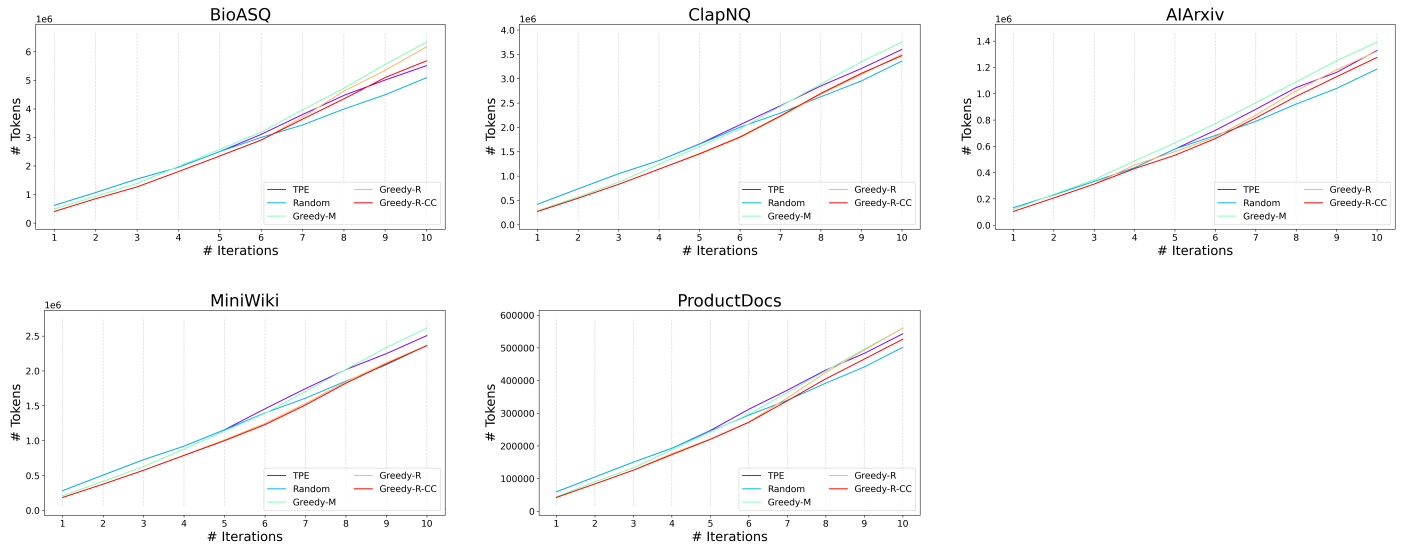 BioASQ
1e6
# Tokens
6
5
4
3
2
1
0
1 2 3 4 5 6 7 8 9 10
# Iterations
TPE
Random
Greedy-M
Greedy-R
Greedy-R-CC
ClapNQ
1e6
# Tokens
4.0
3.5
3.0
2.5
2.0
1.5
1.0
0.5
0.0
1 2 3 4 5 6 7 8 9 10
# Iterations
TPE
Random
Greedy-M
Greedy-R
Greedy-R-CC
AIArxiv
1e6
# Tokens
1.4
1.2
1.0
0.8
0.6
0.4
0.2
0.0
1 2 3 4 5 6 7 8 9 10
# Iterations
TPE
Random
Greedy-M
Greedy-R
Greedy-R-CC
MiniWiki
1e6
# Tokens
2.5
2.0
1.5
1.0
0.5
0.0
1 2 3 4 5 6 7 8 9 10
# Iterations
TPE
Random
Greedy-M
Greedy-R
Greedy-R-CC
ProductDocs
# Tokens
600000
500000
400000
300000
200000
100000
0
1 2 3 4 5 6 7 8 9 10
# Iterations
TPE
Random
Greedy-M
Greedy-R
Greedy-R-CC